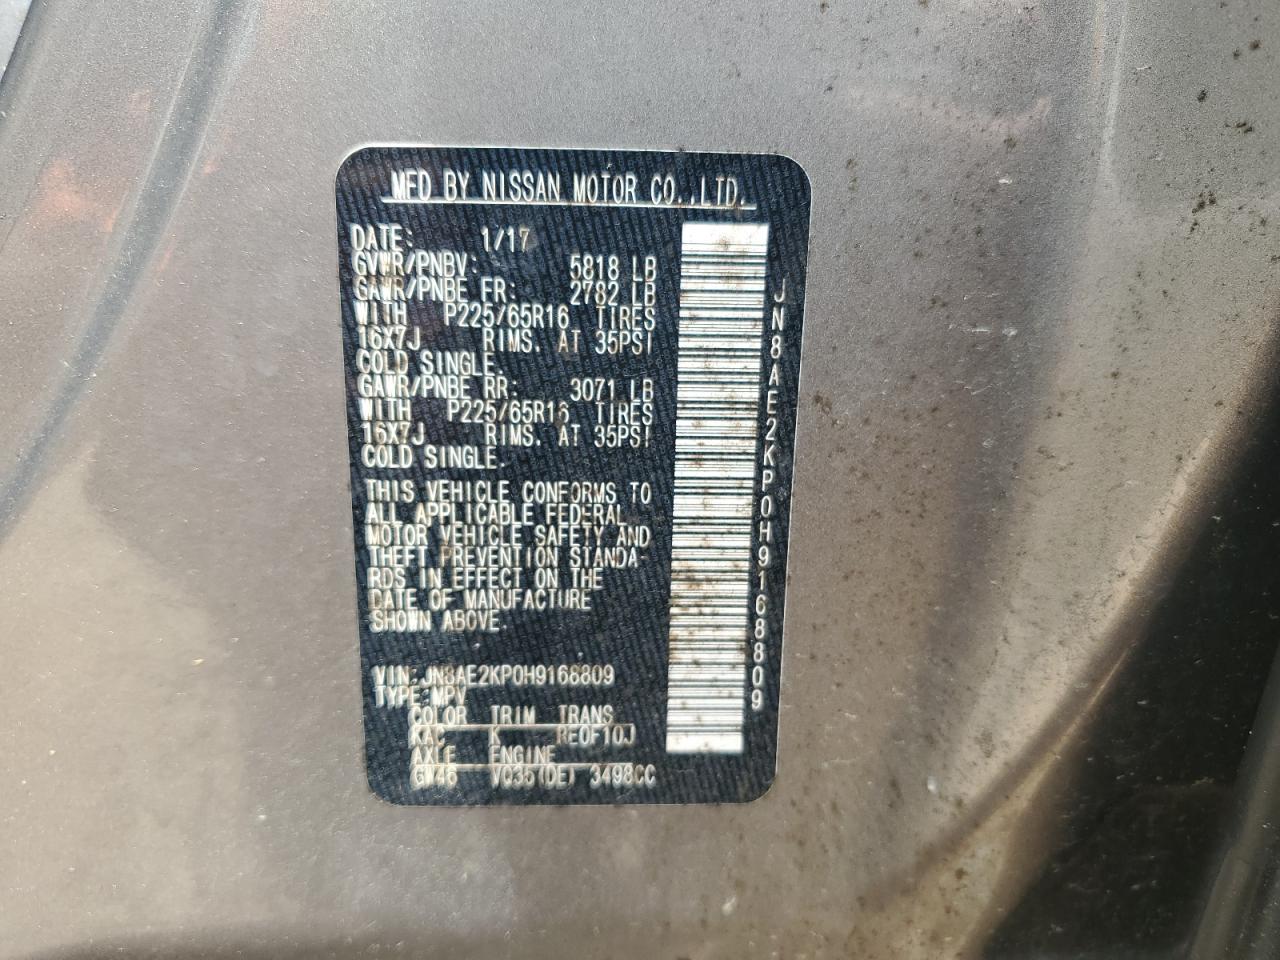 MFD BY NISSAN MOTOR CO.,LTD.
DATE: 1/17
GVWR/PNBV: 5818 LB
GAWR/PNBE FR: 2782 LB
WITH P225/65R16 TIRES
16X7J RIMS. AT 35PSI
COLD SINGLE.
GAWR/PNBE RR: 3071 LB
WITH P225/65R16 TIRES
16X7J RIMS. AT 35PSI
COLD SINGLE.
THIS VEHICLE CONFORMS TO
ALL APPLICABLE FEDERAL
MOTOR VEHICLE SAFETY AND
THEFT PREVENTION STANDA-
RDS IN EFFECT ON THE
DATE OF MANUFACTURE
SHOWN ABOVE.
VIN:JN8AE2KP0H9168809
TYPE:MPV
COLOR TRIM TRANS
KAC K RE0F10J
AXLE ENGINE
GW46 VQ35(DE) 3498CC
JN8AE2KP0H9168809